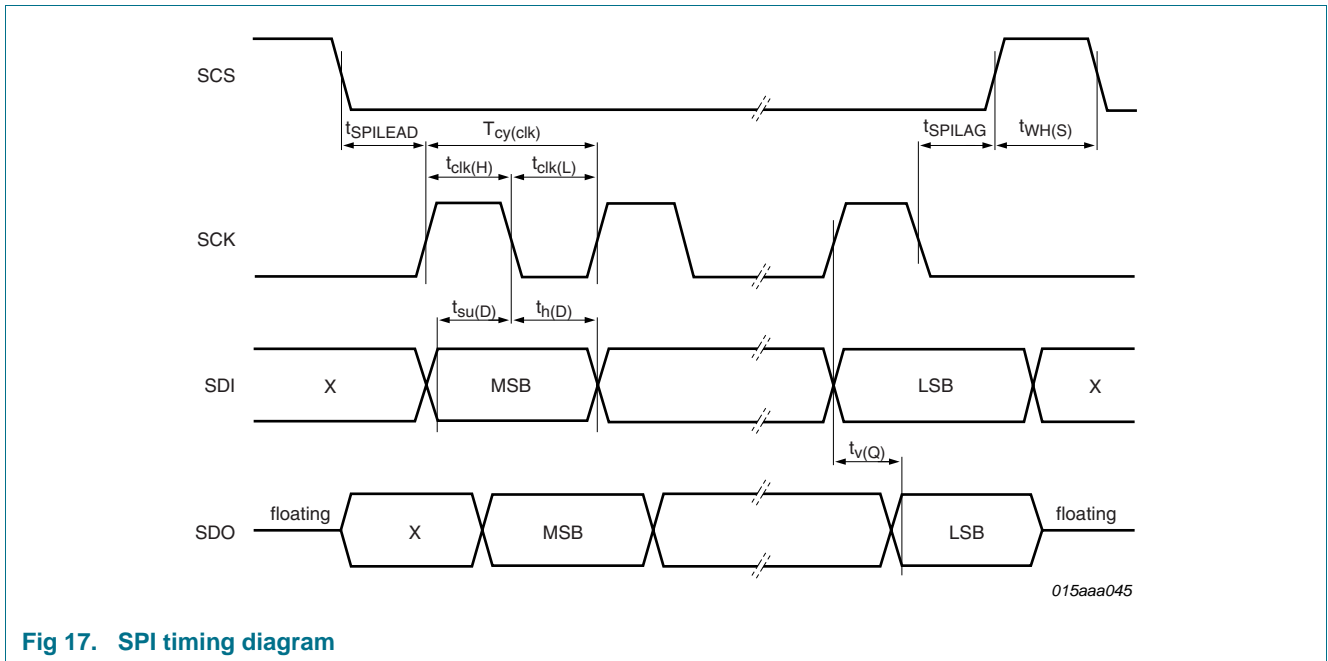 SCS
tSPILEAD
Tcy(clk)
tSPILAG
tWH(S)
tclk(H)
tclk(L)
SCK
tsu(D)
th(D)
SDI
X
MSB
LSB
X
tv(Q)
SDO
floating
X
MSB
LSB
floating
015aaa045
Fig 17. SPI timing diagram